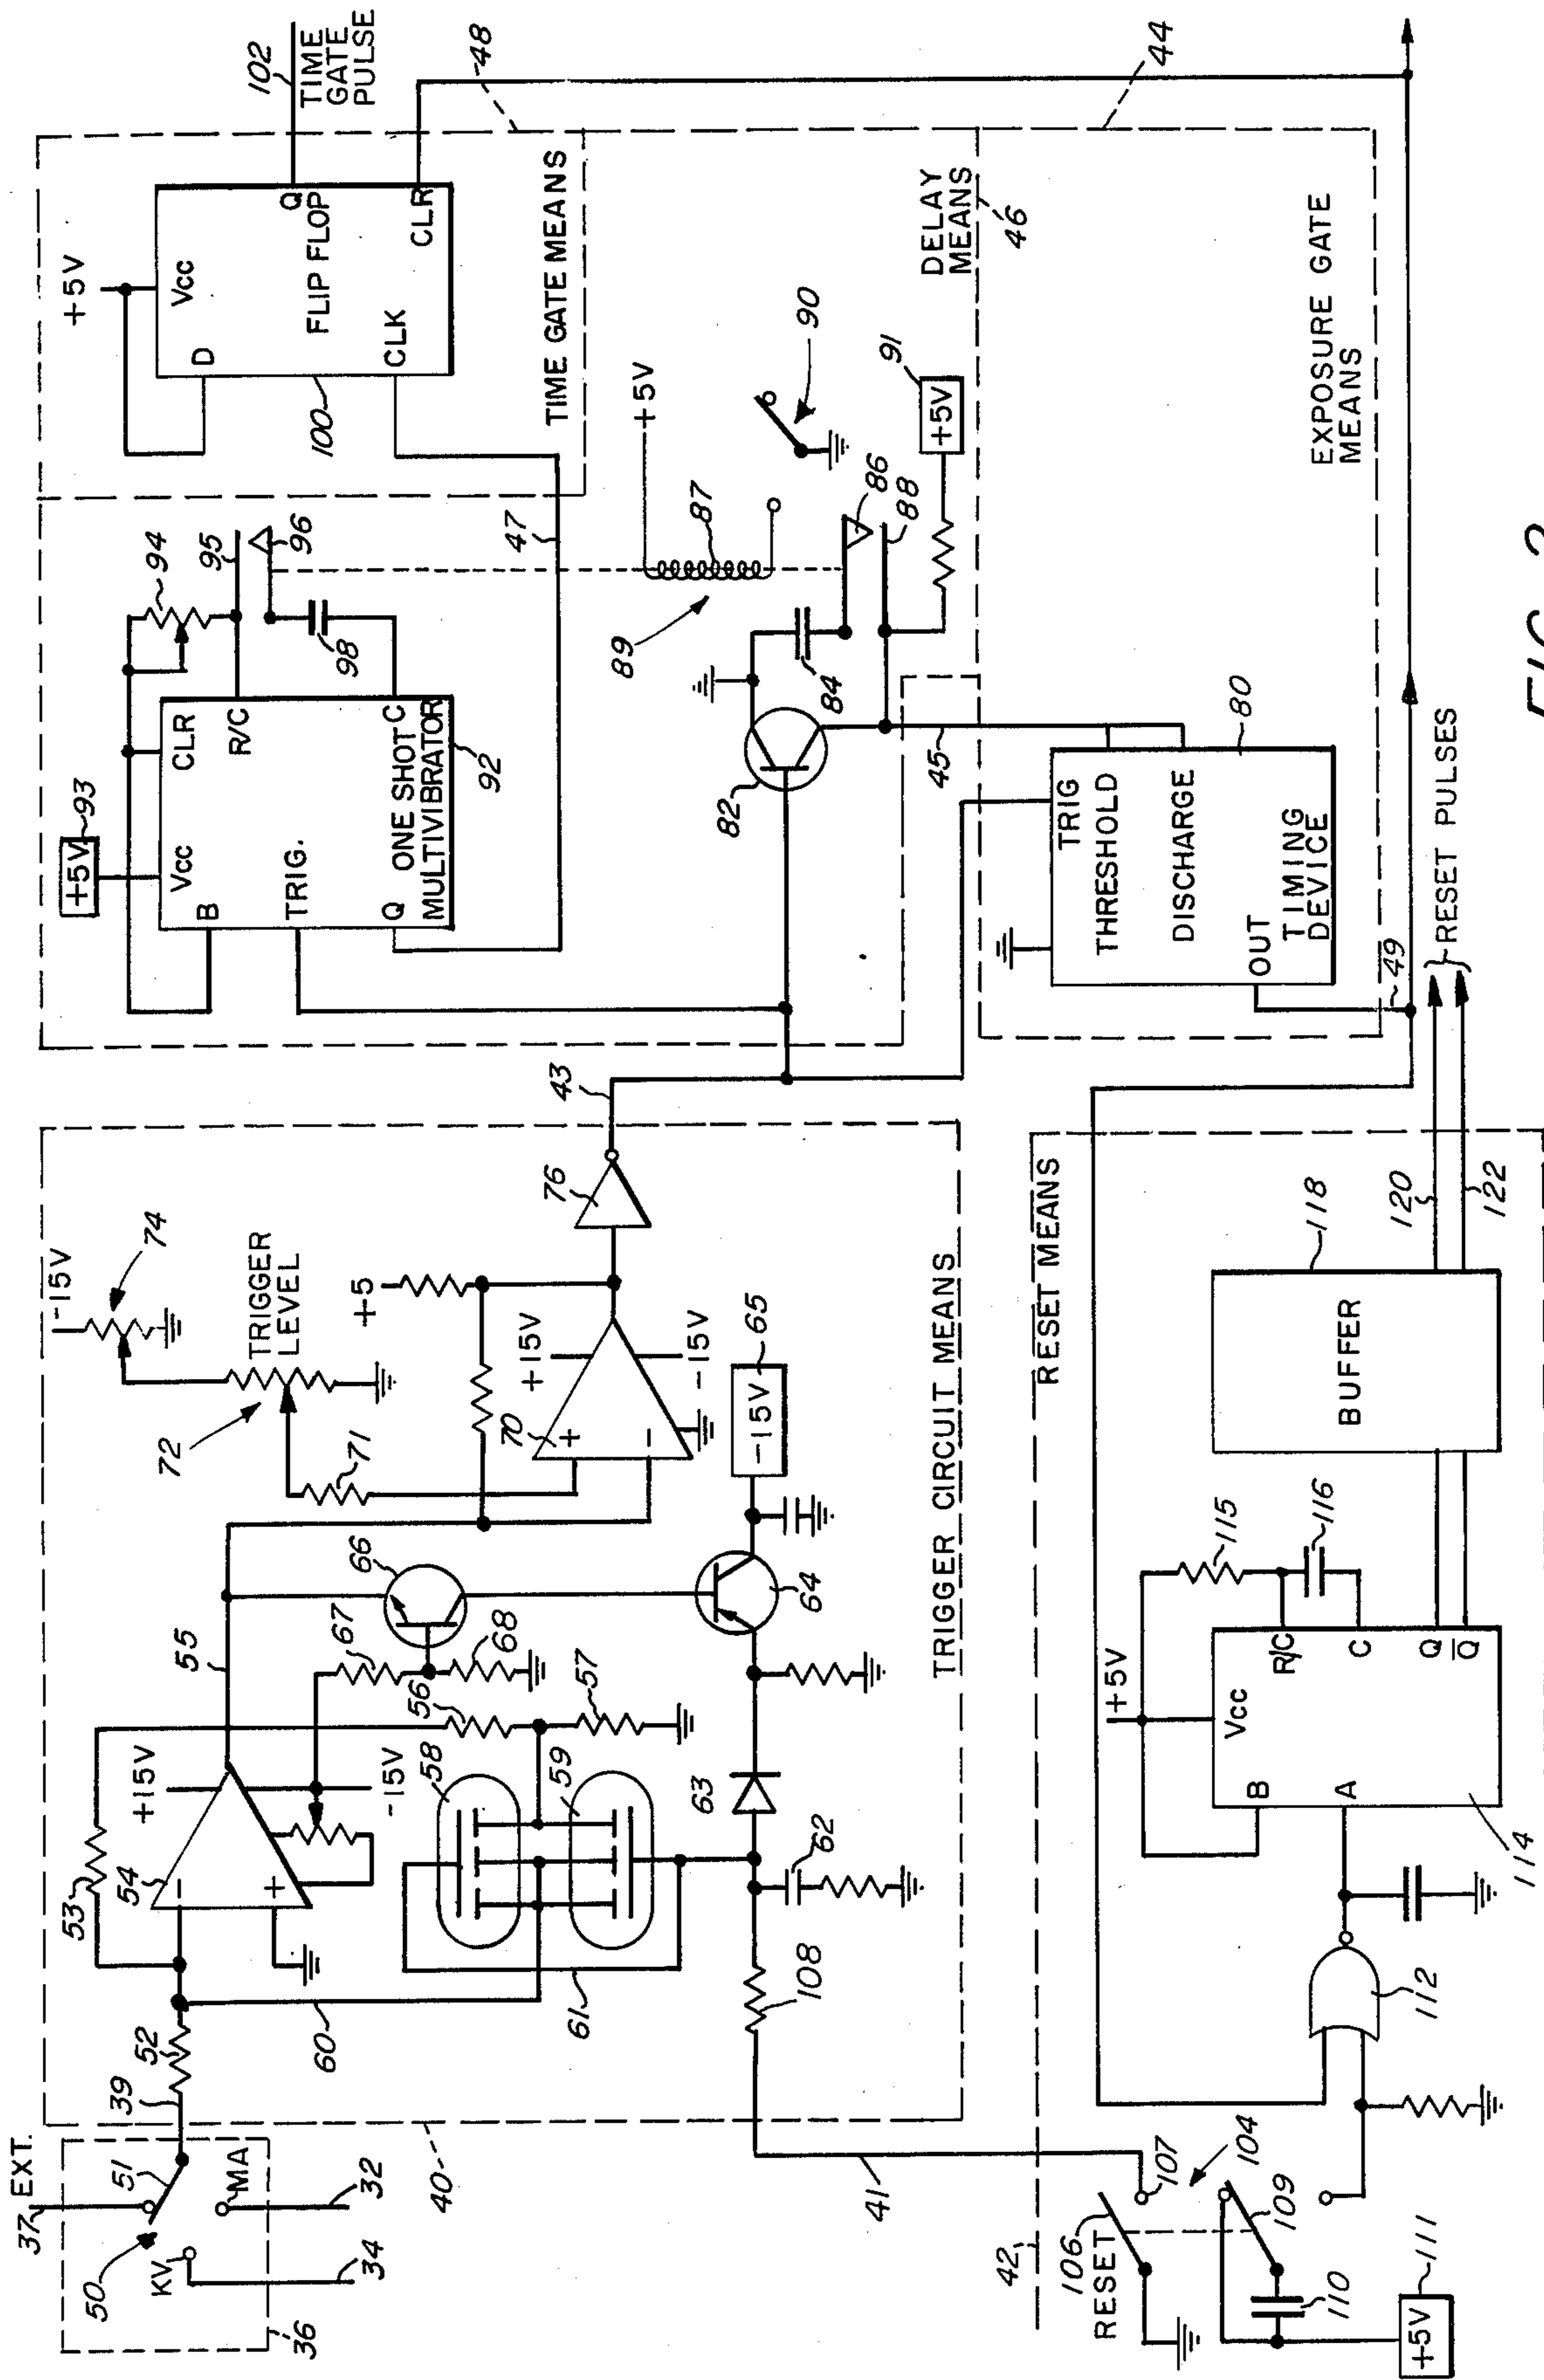 EXT.
37
50
51
KV
MA
36
34
32
39
40
52
53
54
−
+
+15V
-15V
55
56
57
58
59
60
61
62
63
64
65
-15V
66
67
68
70
+
−
+15V
-15V
71
72
TRIGGER
LEVEL
74
-15V
+5
76
43
108
41
TRIGGER CIRCUIT MEANS
+5V
93
Vcc
B
CLR
TRIG.
R/C
Q
C
ONE SHOT
MULTIVIBRATOR
92
94
95
96
98
47
+5V
D
Vcc
FLIP FLOP
Q
CLK
CLR
100
102
TIME
GATE
PULSE
48
TIME GATE MEANS
+5V
87
89
90
86
88
84
82
91
+5V
DELAY
MEANS
46
45
44
TRIG
THRESHOLD
DISCHARGE
OUT
TIMING
DEVICE
80
EXPOSURE GATE
MEANS
49
RESET PULSES
42
RESET MEANS
106
RESET
107
104
109
110
111
+5V
112
114
+5V
Vcc
B
A
R/C
C
Q
Q̅
115
116
BUFFER
118
120
122